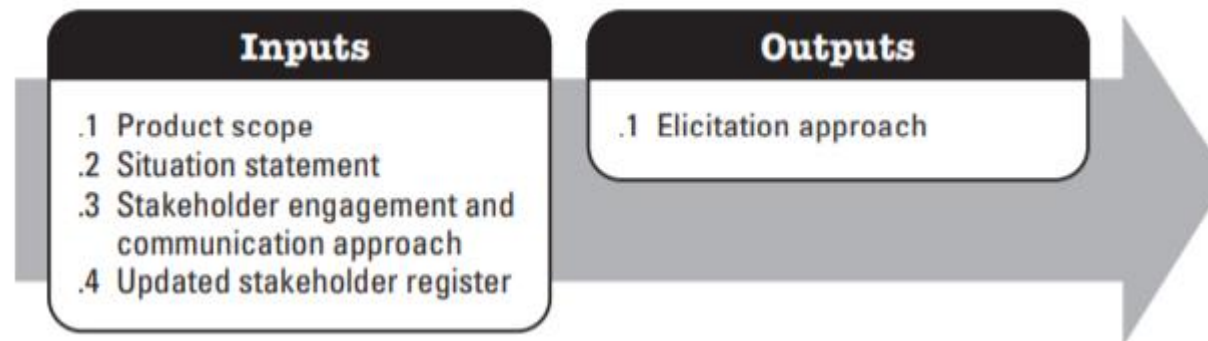 Inputs
.1 Product scope
.2 Situation statement
.3 Stakeholder engagement and
communication approach
.4 Updated stakeholder register
Outputs
.1 Elicitation approach